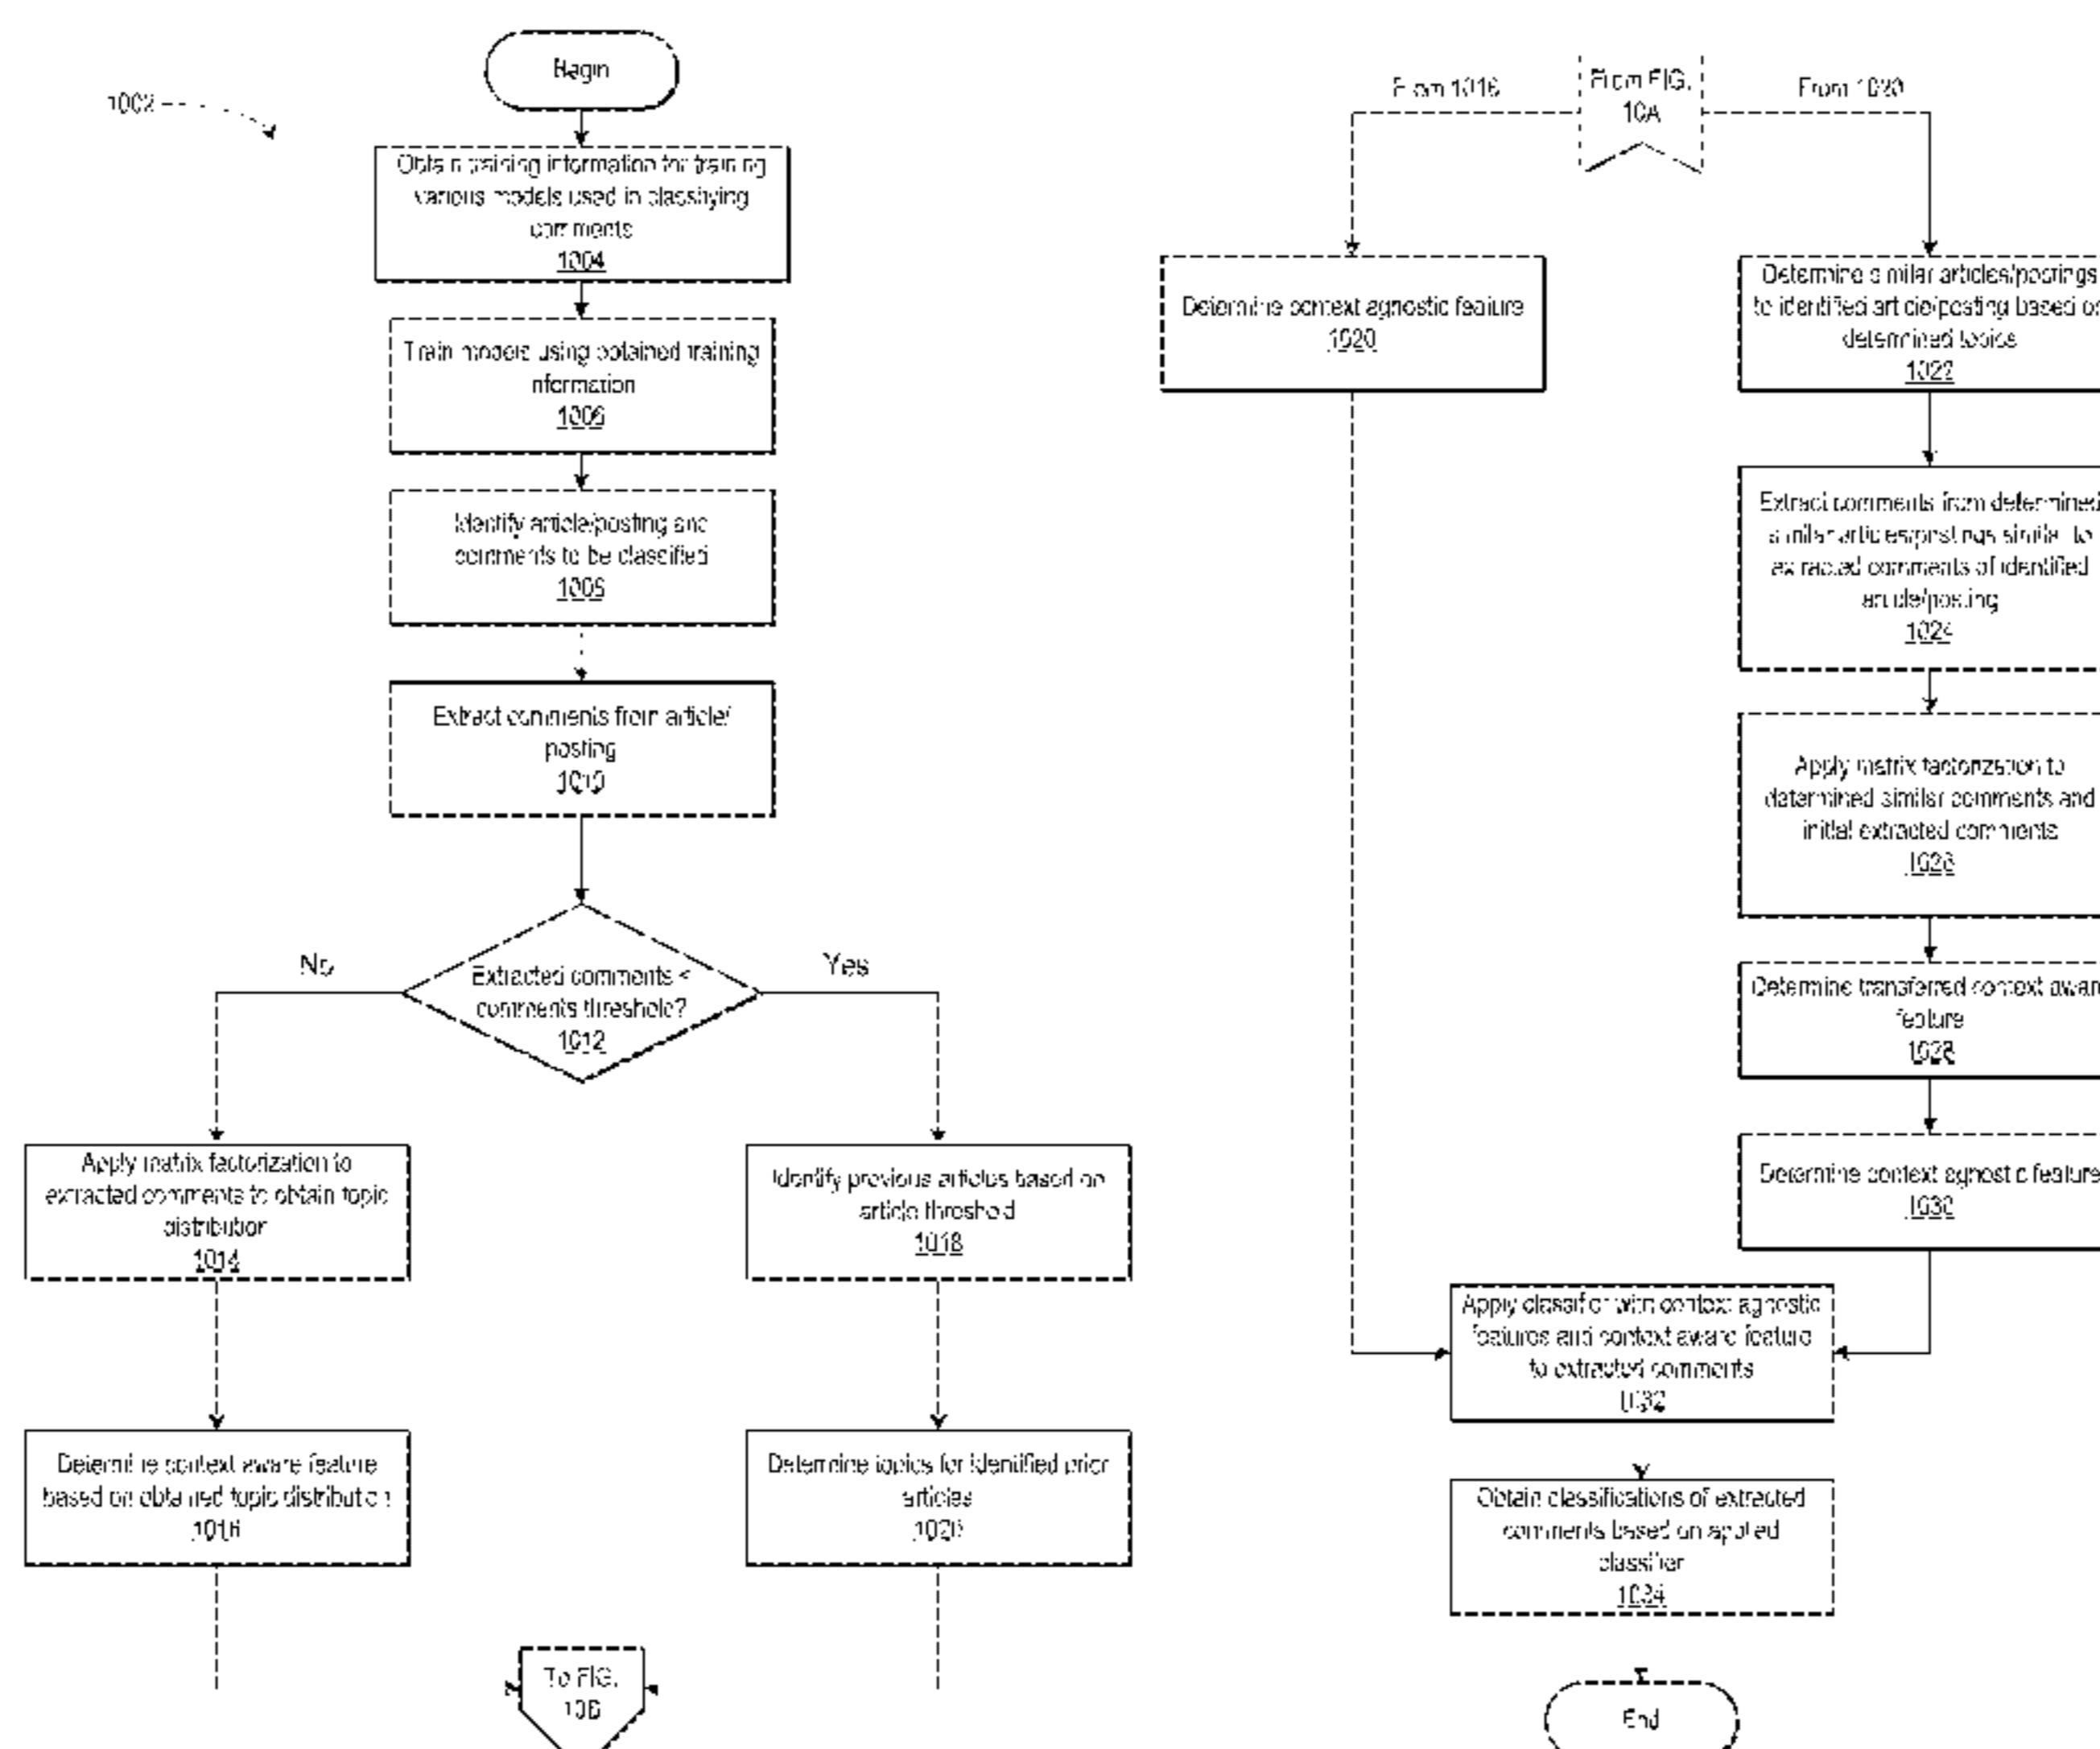 Begin
1002
Obtain training information for training
various models used in classifying
comments
1004
Train models using obtained training
information
1006
Identify article/posting and
comments to be classified
Extract comments from article/
posting
1010
Extracted comments <
comments threshold?
1012
No
Yes
Apply matrix factorization to
extracted comments to obtain topic
distribution
1014
Identify previous articles based on
article threshold
1018
Determine context aware feature
based on obtained topic distribution
1016
Determine topics for identified prior
articles
1020
To FIG.
10B
From 1016
From FIG.
10A
From 1020
Determine context agnostic feature
1020
Determine similar articles/postings
to identified article/posting based on
determined topics
1022
Extract comments from determined
similar articles/postings similar to
extracted comments of identified
article/posting
1024
Apply matrix factorization to
determined similar comments and
initial extracted comments
1026
Determine transferred context awar
feature
1028
Determine context agnostic feature
1030
Apply classifier with context agnostic
features and context aware feature
to extracted comments
1032
Obtain classifications of extracted
comments based on applied
classifier
1034
End